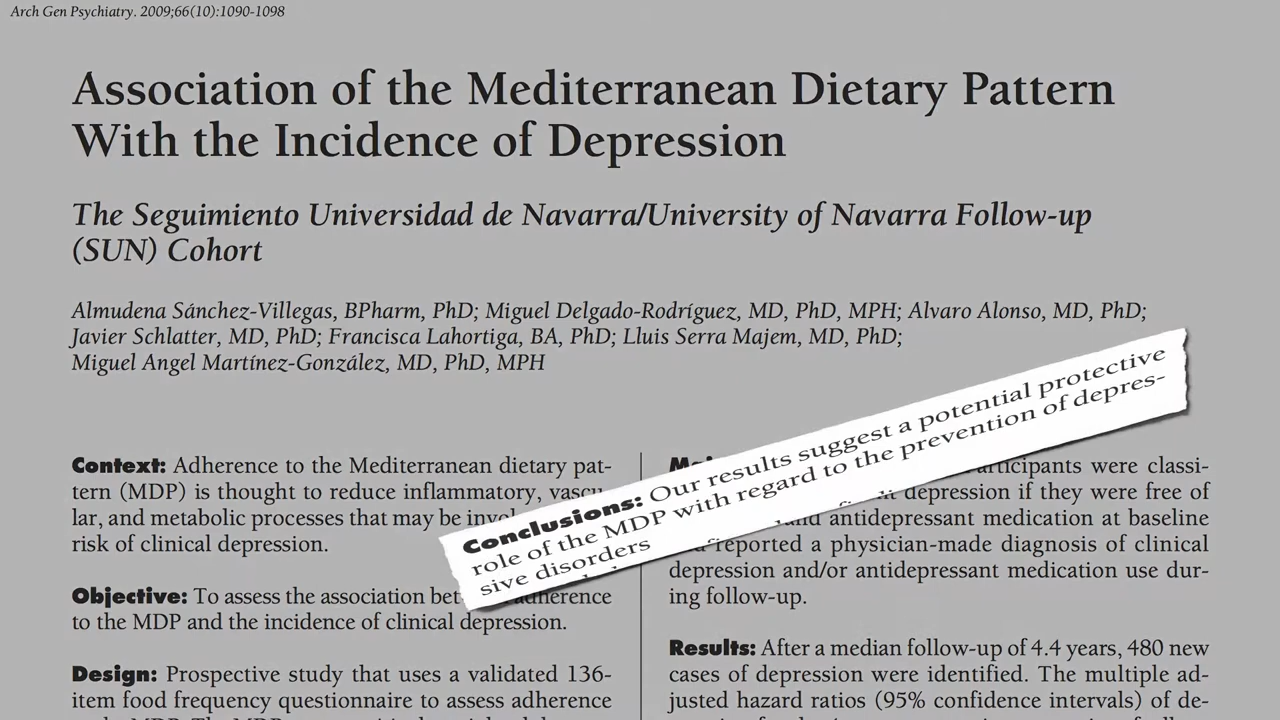 Arch Gen Psychiatry. 2009;66(10):1090-1098
Association of the Mediterranean Dietary Pattern
With the Incidence of Depression
The Seguimiento Universidad de Navarra/University of Navarra Follow-up
(SUN) Cohort
Almudena Sánchez-Villegas, BPharm, PhD; Miguel Delgado-Rodríguez, MD, PhD, MPH; Alvaro Alonso, MD, PhD;
Javier Schlatter, MD, PhD; Francisca Lahortiga, BA, PhD; Lluis Serra Majem, MD, PhD;
Miguel Angel Martínez-González, MD, PhD, MPH
Context: Adherence to the Mediterranean dietary pat-
tern (MDP) is thought to reduce inflammatory,
lar, and metabolic processes that may be
risk of clinical depression.
Objective: To assess the association adherence
to the MDP and the incidence of clinical depression.
Design: Prospective study that uses a validated 136-
item food frequency questionnaire to assess adherence
Conclusions: Our results suggest a potential protective
role of the MDP with regard to the prevention of depres-
sive disorders
participants were classi-
depression if they were free of
and antidepressant medication at baseline
reported a physician-made diagnosis of clinical
depression and/or antidepressant medication use dur-
ing follow-up.
Results: After a median follow-up of 4.4 years, 480 new
cases of depression were identified. The multiple ad-
justed hazard ratios (95% confidence intervals) of de-